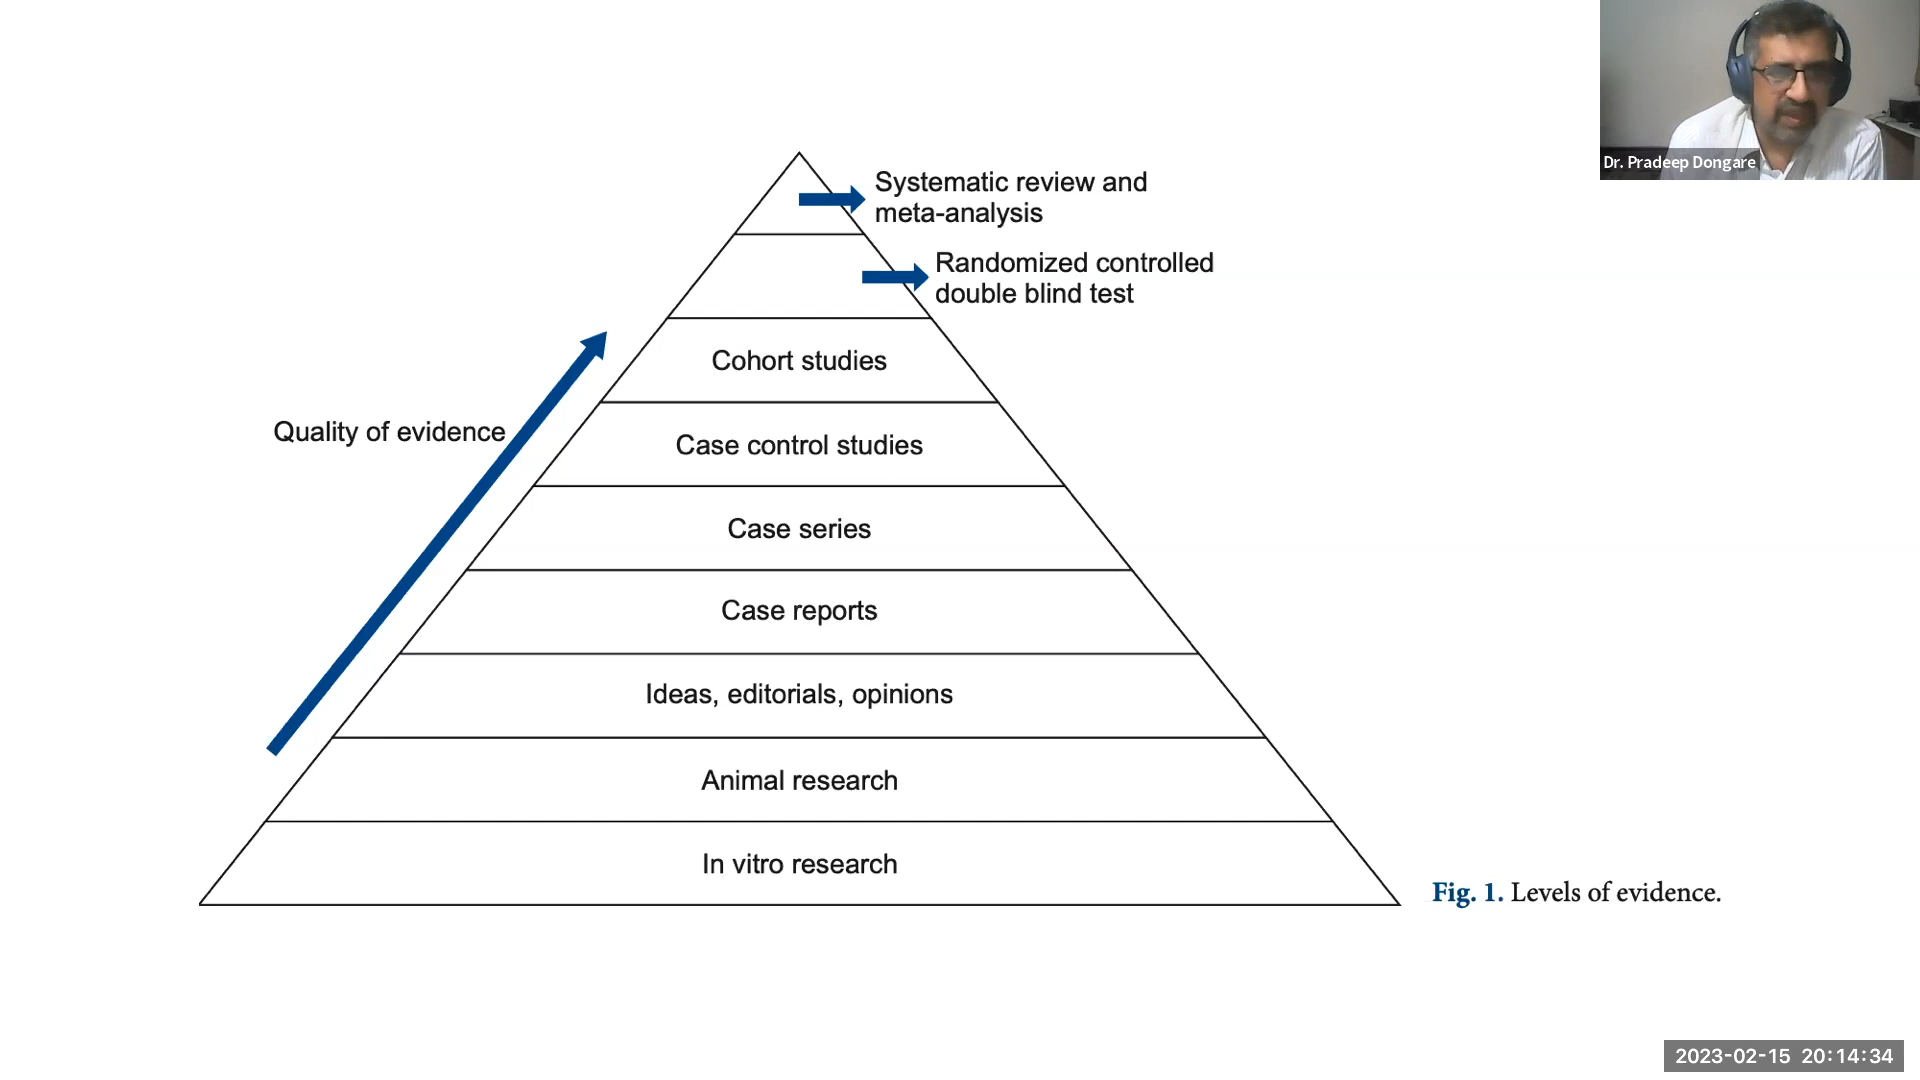 Dr. Pradeep Dongare
Systematic review and
meta-analysis
Randomized controlled
double blind test
Cohort studies
Quality of evidence
Case control studies
Case series
Case reports
Ideas, editorials, opinions
Animal research
In vitro research
Fig. 1. Levels of evidence.
2023-02-15 20:14:34